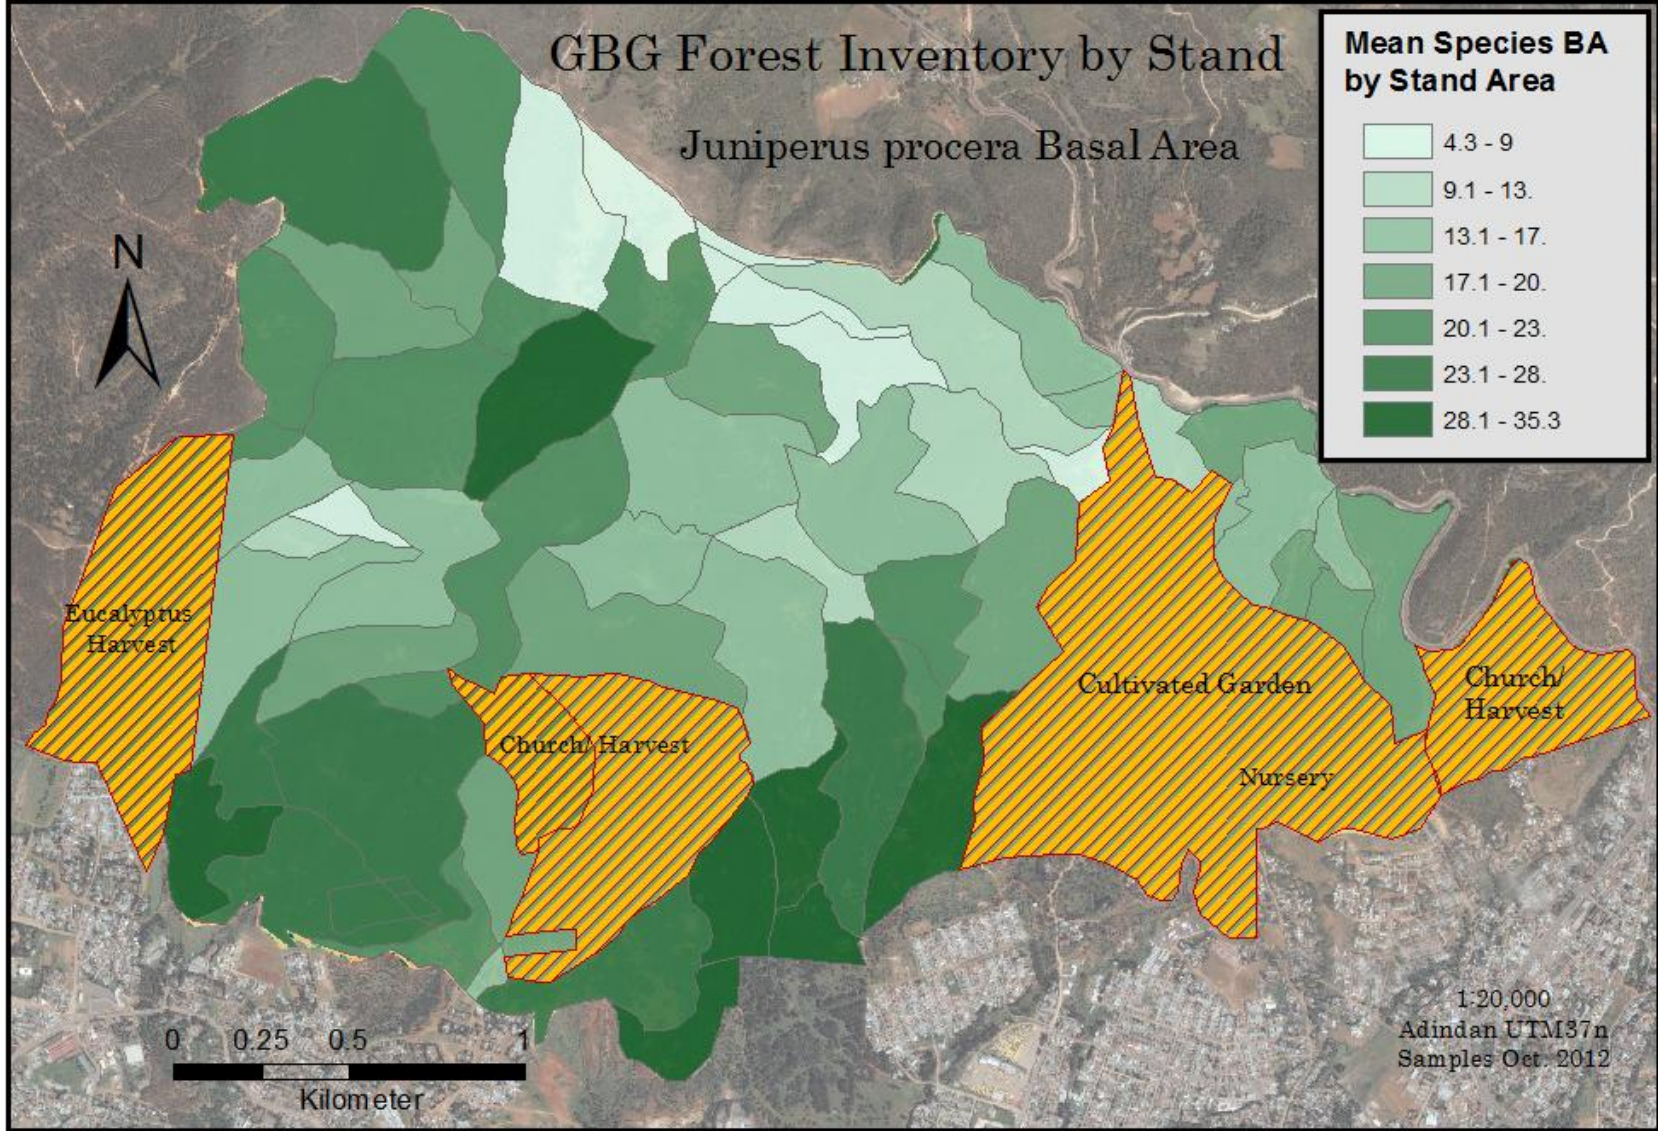 GBG Forest Inventory by Stand
Juniperus procera Basal Area
Mean Species BA
by Stand Area
4.3 - 9
9.1 - 13.
13.1 - 17.
17.1 - 20.
20.1 - 23.
23.1 - 28.
28.1 - 35.3
N
Eucalyptus
Harvest
Church/ Harvest
Cultivated Garden
Nursery
Church/
Harvest
0 0.25 0.5 1
Kilometer
1:20,000
Adindan UTM37n
Samples Oct. 2012